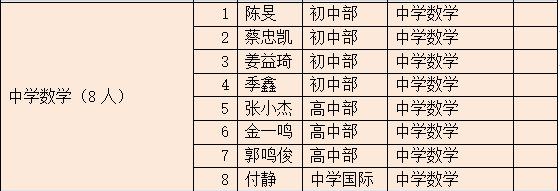 中学数学（8人）
1 陈旻 初中部 中学数学
2 蔡忠凯 初中部 中学数学
3 姜益琦 初中部 中学数学
4 季鑫 初中部 中学数学
5 张小杰 高中部 中学数学
6 金一鸣 高中部 中学数学
7 郭鸣俊 高中部 中学数学
8 付静 中学国际 中学数学